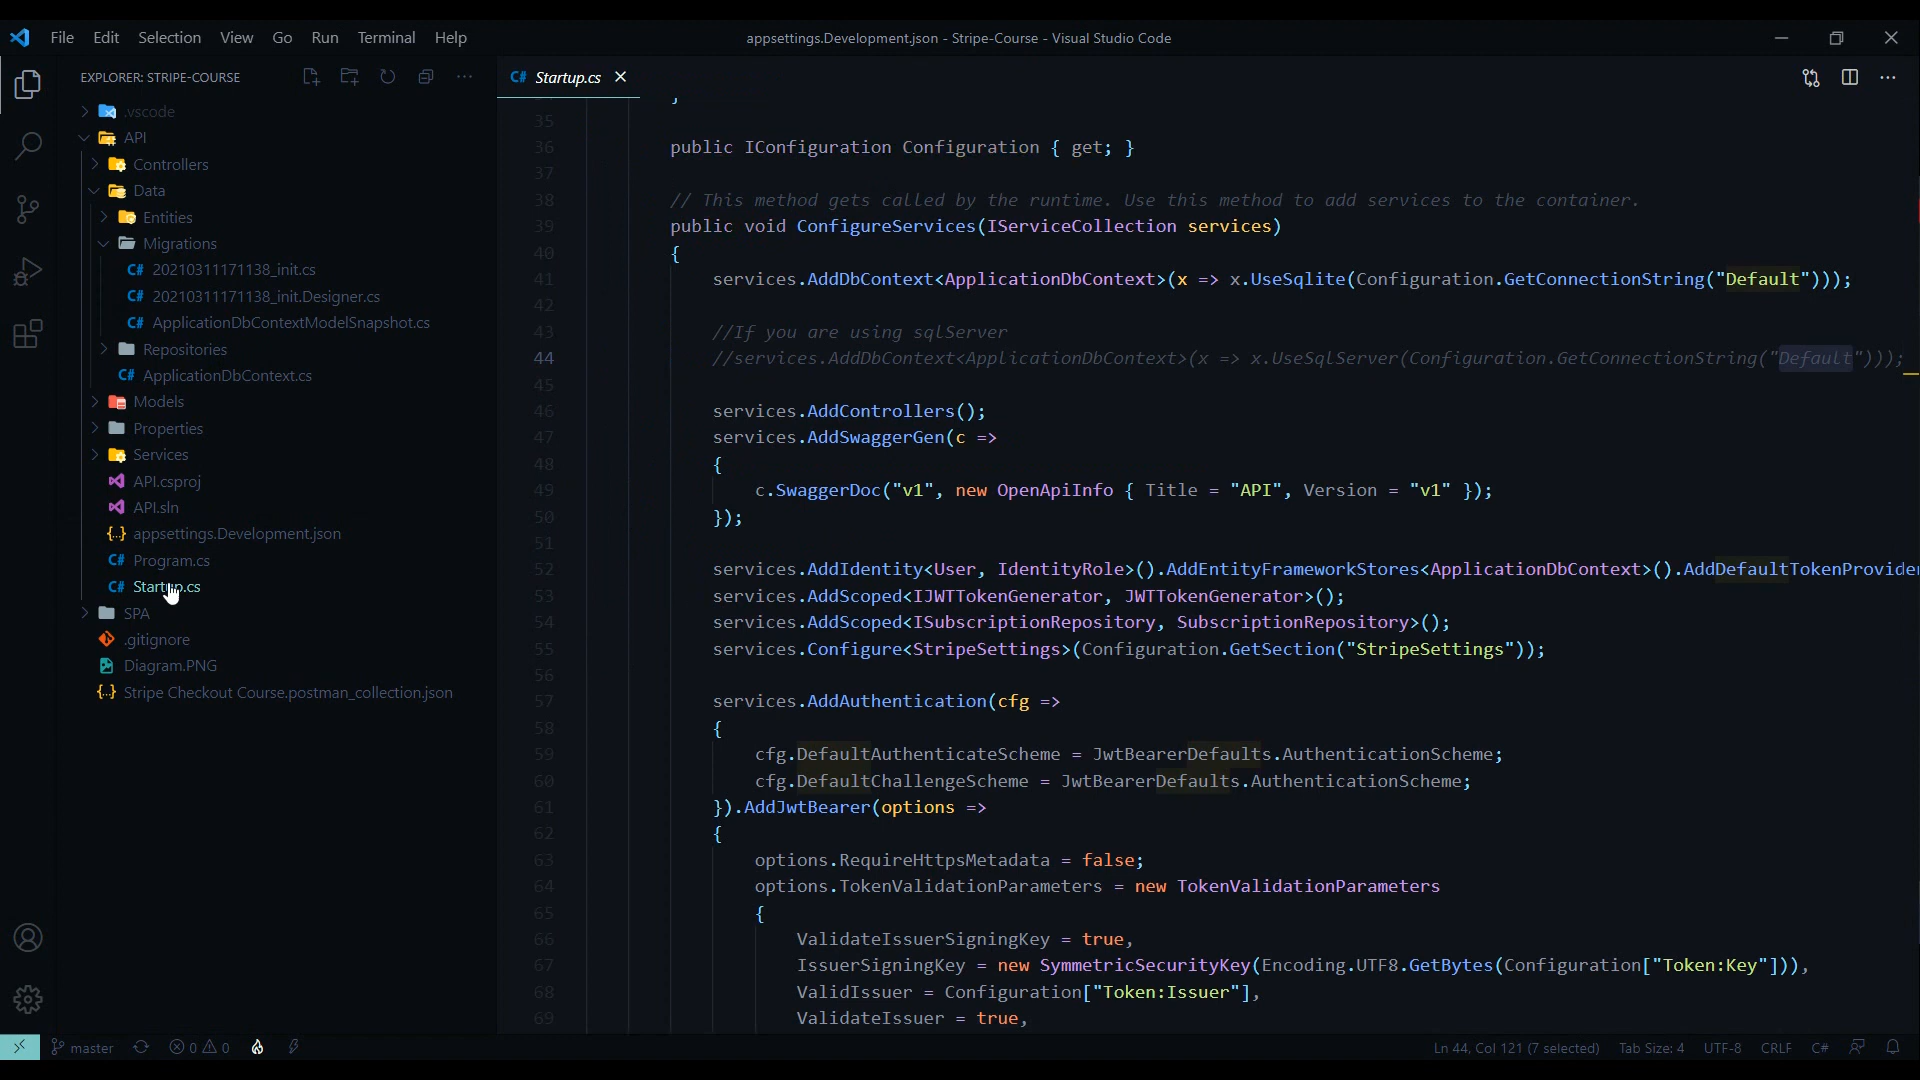 File Edit Selection View Go Run Terminal Help
appsettings.Development.json - Stripe-Course - Visual Studio Code
EXPLORER: STRIPE-COURSE
.vscode
API
Controllers
Data
Entities
Migrations
C# 20210311171138_init.cs
C# 20210311171138_init.Designer.cs
C# ApplicationDbContextModelSnapshot.cs
Repositories
C# ApplicationDbContext.cs
Models
Properties
Services
API.csproj
API.sln
{..} appsettings.Development.json
C# Program.cs
C# Startup.cs
SPA
.gitignore
Diagram.PNG
{..} Stripe Checkout Course.postman_collection.json
C# Startup.cs
35
36 public IConfiguration Configuration { get; }
37
38 // This method gets called by the runtime. Use this method to add services to the container.
39 public void ConfigureServices(IServiceCollection services)
40 {
41 services.AddDbContext<ApplicationDbContext>(x => x.UseSqlite(Configuration.GetConnectionString("Default")));
42
43 //If you are using sqlServer
44 //services.AddDbContext<ApplicationDbContext>(x => x.UseSqlServer(Configuration.GetConnectionString("Default")));
45
46 services.AddControllers();
47 services.AddSwaggerGen(c =>
48 {
49 c.SwaggerDoc("v1", new OpenApiInfo { Title = "API", Version = "v1" });
50 });
51
52 services.AddIdentity<User, IdentityRole>().AddEntityFrameworkStores<ApplicationDbContext>().AddDefaultTokenProvider
53 services.AddScoped<IJWTTokenGenerator, JWTTokenGenerator>();
54 services.AddScoped<ISubscriptionRepository, SubscriptionRepository>();
55 services.Configure<StripeSettings>(Configuration.GetSection("StripeSettings"));
56
57 services.AddAuthentication(cfg =>
58 {
59 cfg.DefaultAuthenticateScheme = JwtBearerDefaults.AuthenticationScheme;
60 cfg.DefaultChallengeScheme = JwtBearerDefaults.AuthenticationScheme;
61 }).AddJwtBearer(options =>
62 {
63 options.RequireHttpsMetadata = false;
64 options.TokenValidationParameters = new TokenValidationParameters
65 {
66 ValidateIssuerSigningKey = true,
67 IssuerSigningKey = new SymmetricSecurityKey(Encoding.UTF8.GetBytes(Configuration["Token:Key"])),
68 ValidIssuer = Configuration["Token:Issuer"],
69 ValidateIssuer = true,
master 0 0 Ln 44, Col 121 (7 selected) Tab Size: 4 UTF-8 CRLF C#